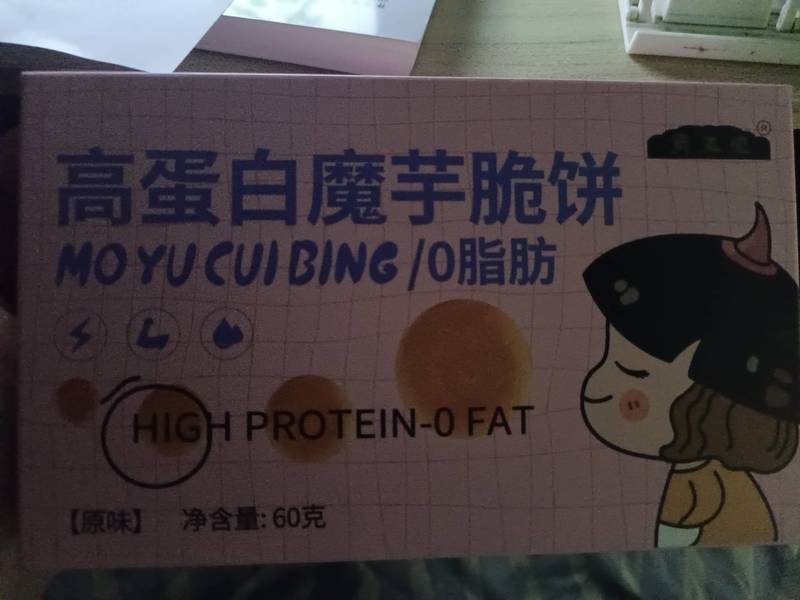 高蛋白魔芋脆饼
®
MO YU CUI BING /0脂肪
HIGH PROTEIN-0 FAT
【原味】 净含量: 60克